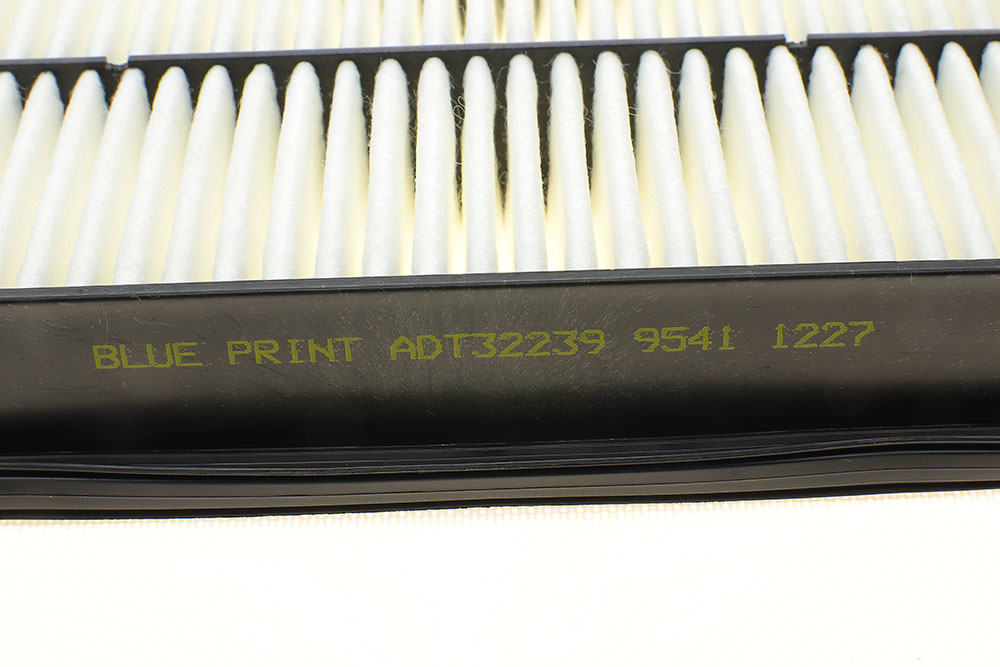 BLUE PRINT ADT32239 9541 1227